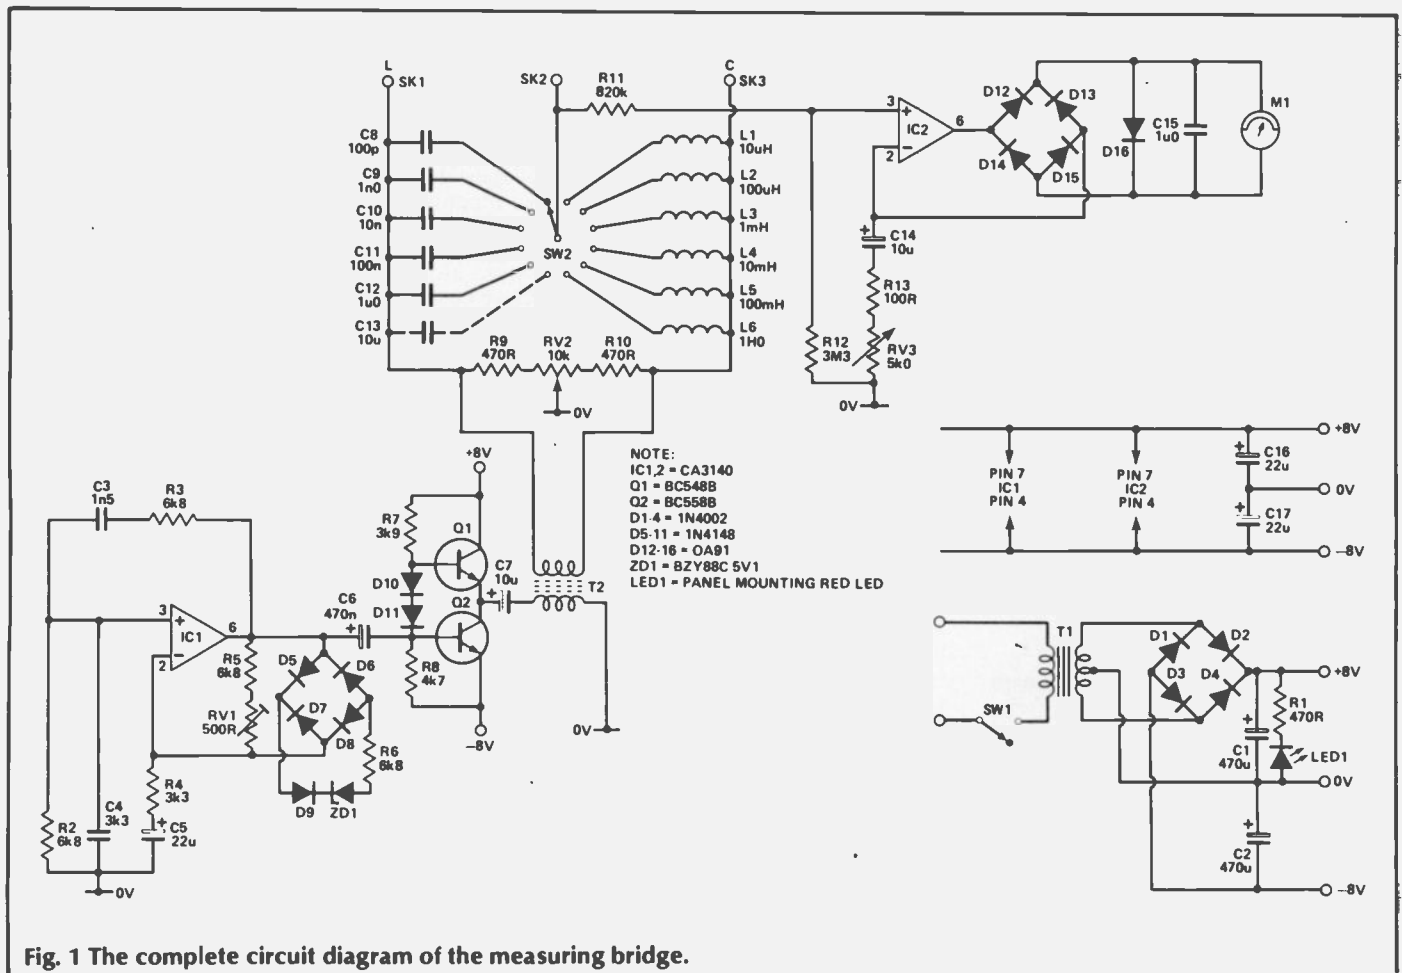 L
SK1
SK2
R11
820k
C
SK3
C8
100p
C9
1n0
C10
10n
C11
100n
C12
1u0
C13
10u
SW2
L1
10uH
L2
100uH
L3
1mH
L4
10mH
L5
100mH
L6
1H0
R9
470R
RV2
10k
R10
470R
0V
3
+
IC2
6
−
2
D12
D13
D14
D15
D16
C15
1u0
M1
+
C14
10u
R13
100R
R12
3M3
RV3
5k0
0V
+8V
PIN 7
IC1
PIN 4
PIN 7
IC2
PIN 4
+
C16
22u
0V
+
C17
22u
−8V
NOTE:
IC1,2 = CA3140
Q1 = BC548B
Q2 = BC558B
D1-4 = 1N4002
D5-11 = 1N4148
D12-16 = OA91
ZD1 = BZY88C 5V1
LED1 = PANEL MOUNTING RED LED
C3
1n5
R3
6k8
3
+
IC1
6
−
2
R5
6k8
RV1
500R
D5
D6
D7
D8
R6
6k8
D9
ZD1
R4
3k3
+
C5
22u
C4
3k3
R2
6k8
0V
C6
470n
+
+8V
R7
3k9
Q1
D10
D11
Q2
R8
4k7
−8V
C7
10u
+
T2
0V
T1
SW1
D1
D2
D3
D4
+8V
R1
470R
+
C1
470u
LED1
0V
+
C2
470u
−8V
Fig. 1 The complete circuit diagram of the measuring bridge.